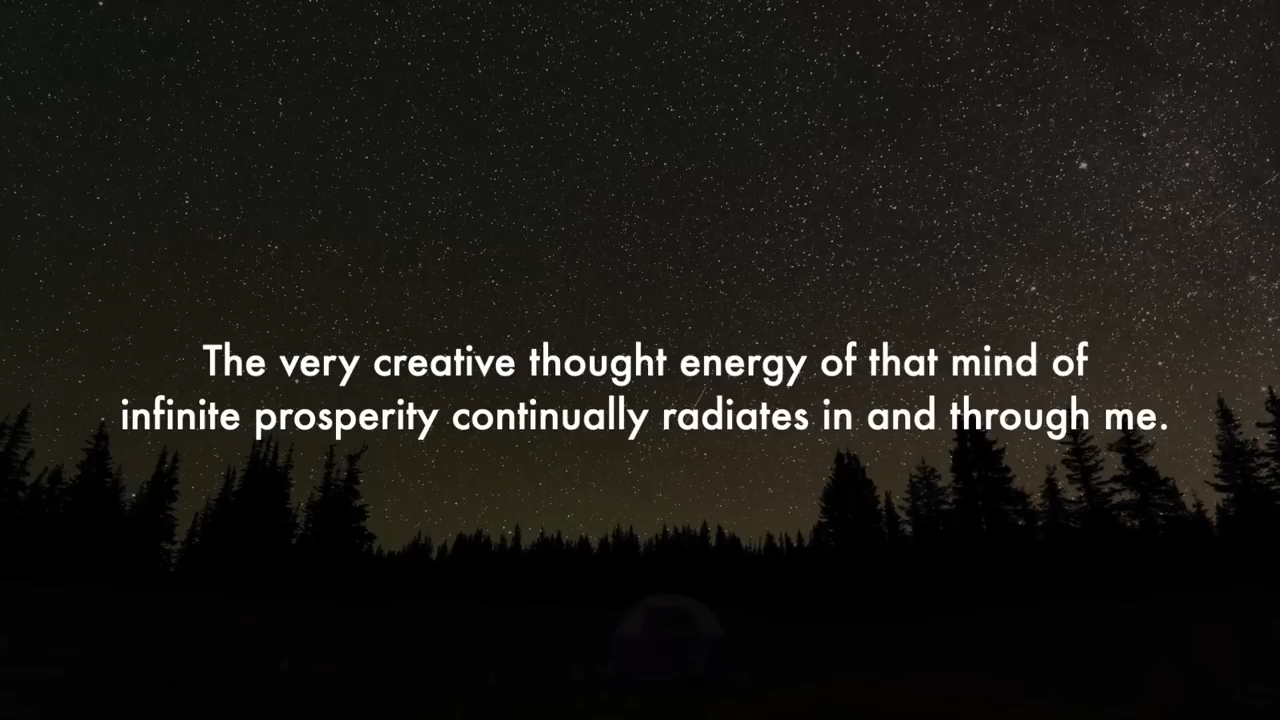 The very creative thought energy of that mind of
infinite prosperity continually radiates in and through me.